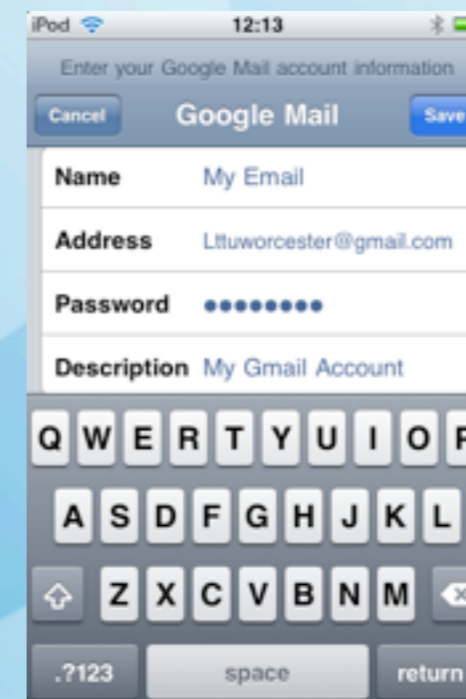 iPod 12:13
Enter your Google Mail account information
Cancel Google Mail Save
Name My Email
Address Lttuworcester@gmail.com
Password ●●●●●●●●
Description My Gmail Account
Q W E R T Y U I O P
A S D F G H J K L
Z X C V B N M
.?123 space return